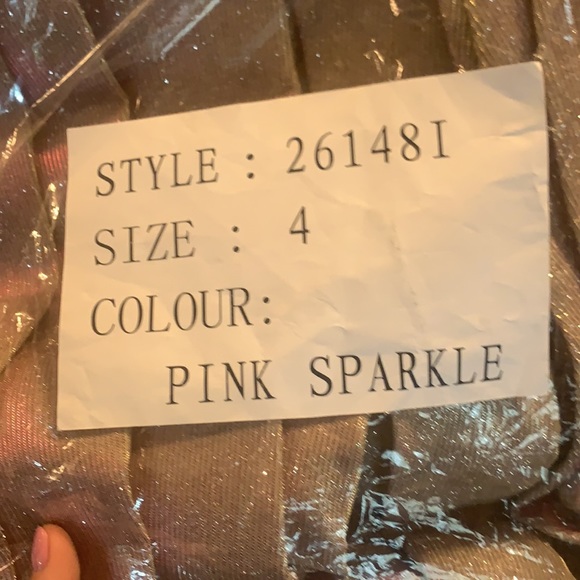 STYLE : 26148I
SIZE : 4
COLOUR:
PINK SPARKLE